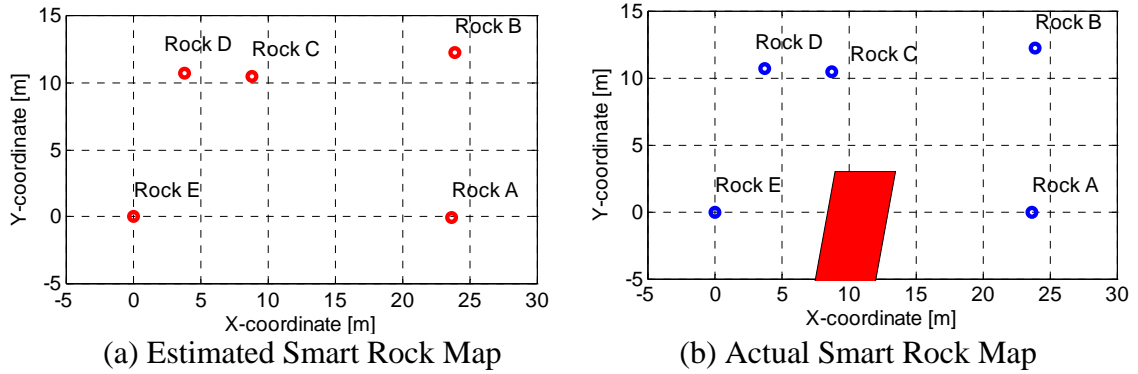 15
10
5
0
-5
Y-coordinate [m]
Rock D
Rock C
Rock B
Rock E
Rock A
-5 0 5 10 15 20 25 30
X-coordinate [m]
(a) Estimated Smart Rock Map
15
10
5
0
-5
Y-coordinate [m]
Rock D
Rock C
Rock B
Rock E
Rock A
-5 0 5 10 15 20 25 30
X-coordinate [m]
(b) Actual Smart Rock Map